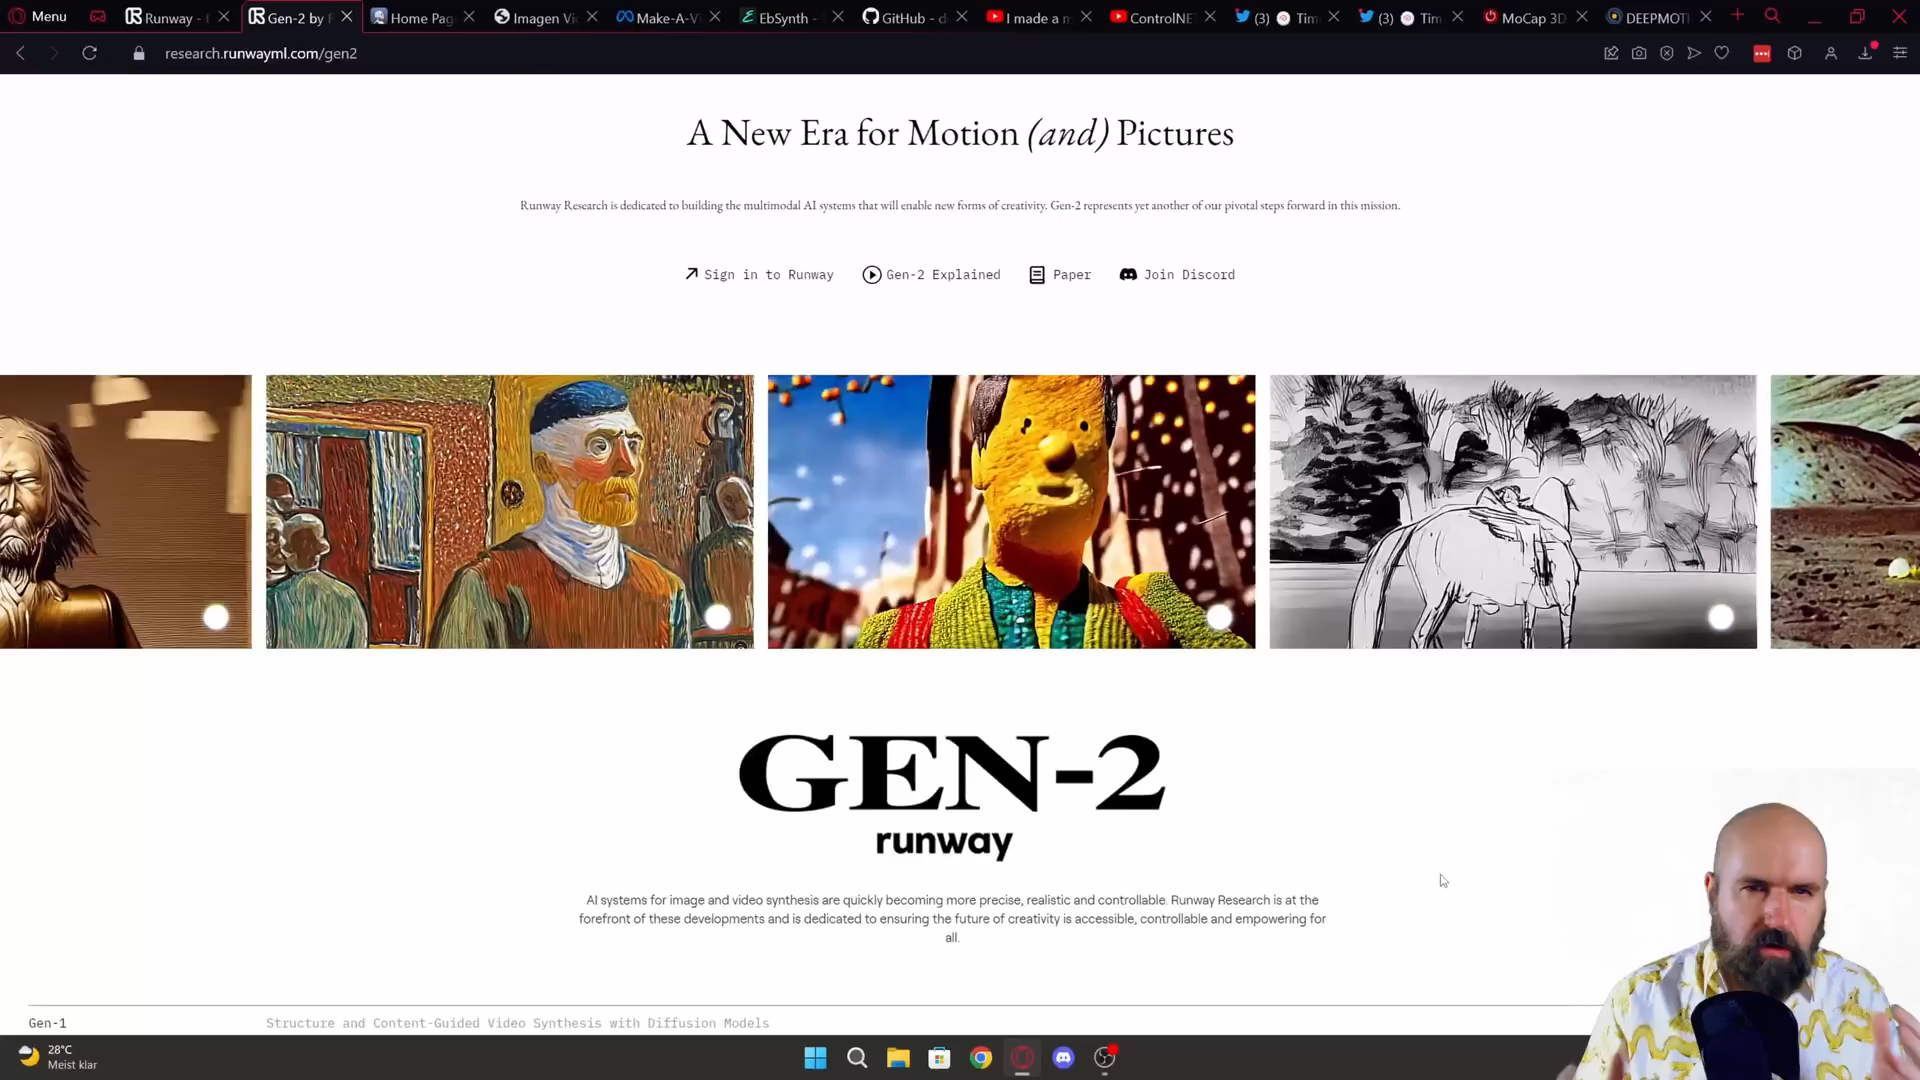 Menu
Runway -
Gen-2 by
Home Pag
Imagen Vi
Make-A-V
EbSynth -
GitHub - d
I made a m
ControlNE
(3) Tim
(3) Tim
MoCap 3D
DEEPMOT
research.runwayml.com/gen2
A New Era for Motion (and) Pictures
Runway Research is dedicated to building the multimodal AI systems that will enable new forms of creativity. Gen-2 represents yet another of our pivotal steps forward in this mission.
Sign in to Runway
Gen-2 Explained
Paper
Join Discord
GEN-2
runway
AI systems for image and video synthesis are quickly becoming more precise, realistic and controllable. Runway Research is at the
forefront of these developments and is dedicated to ensuring the future of creativity is accessible, controllable and empowering for
all.
Gen-1
Structure and Content-Guided Video Synthesis with Diffusion Models
28°C
Meist klar